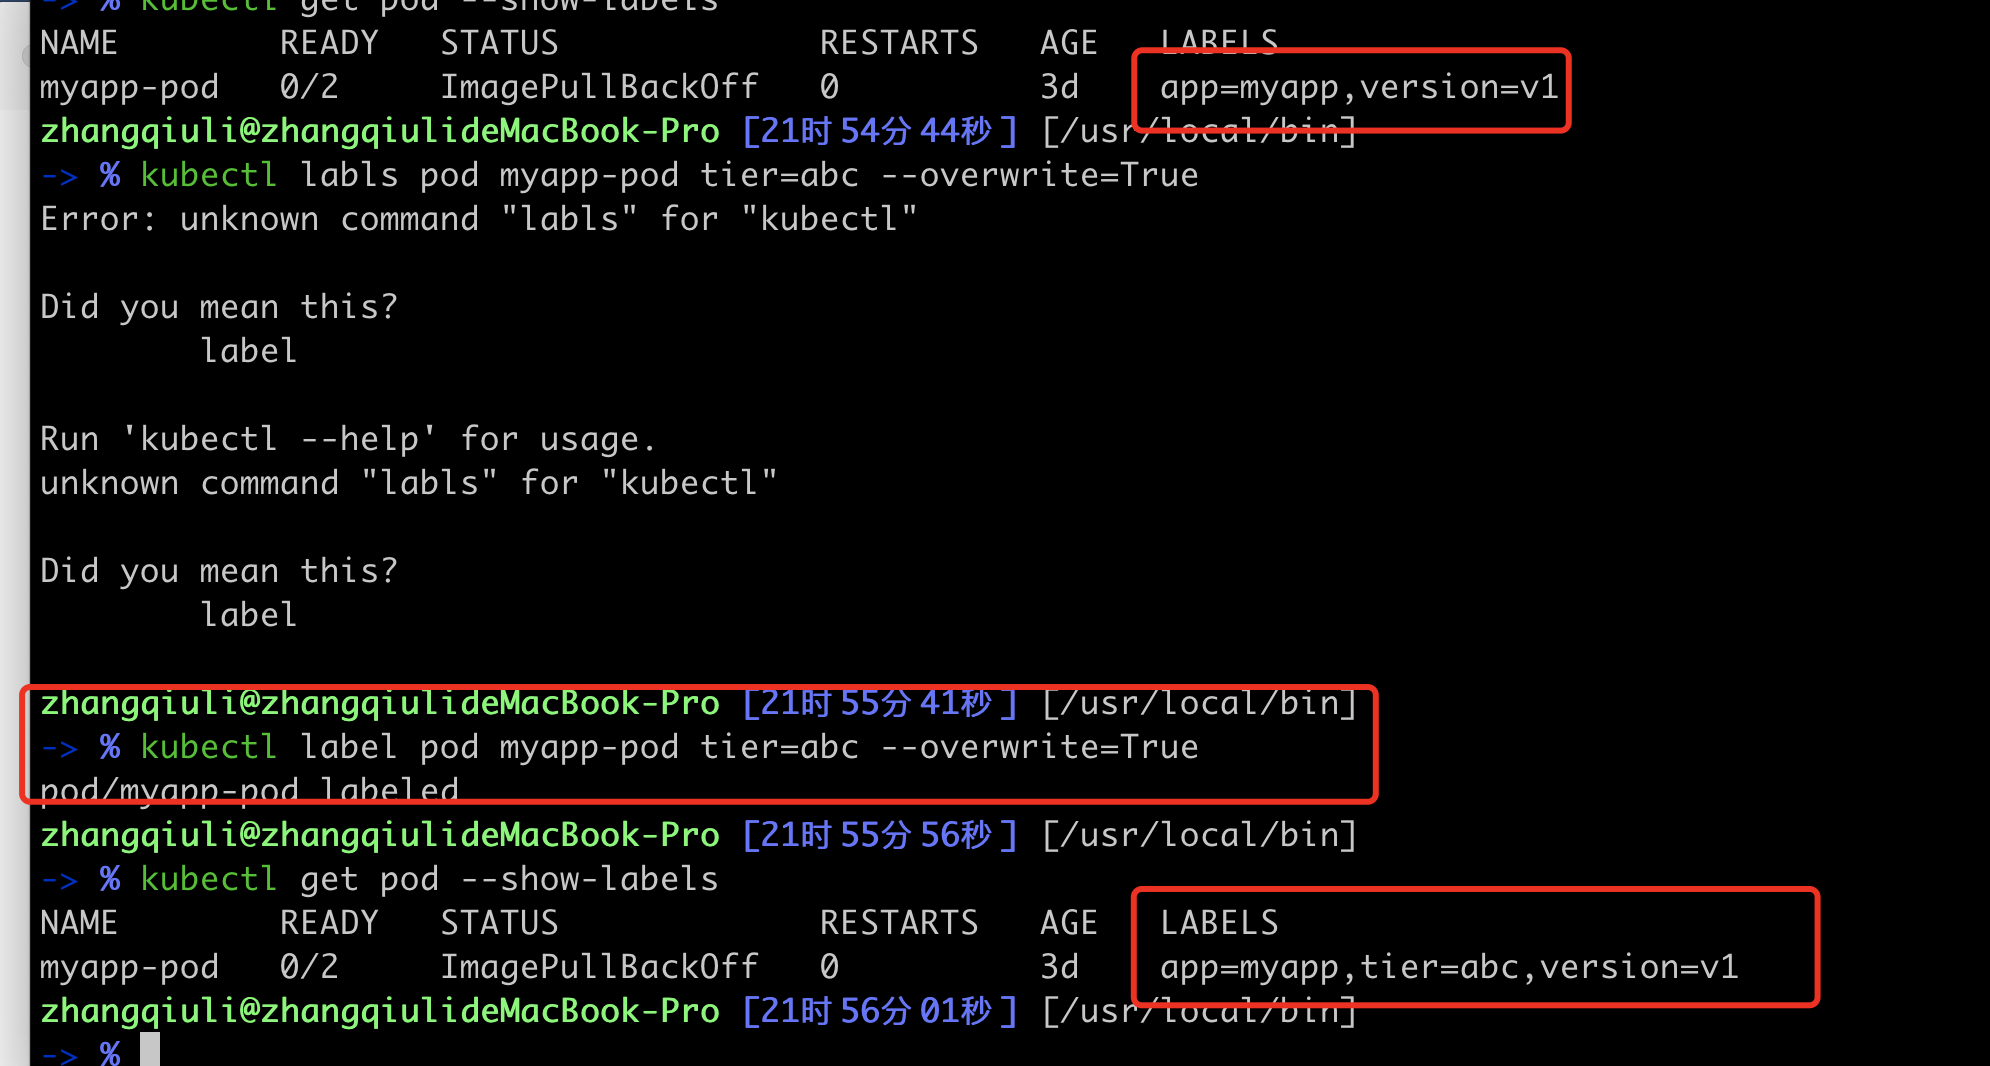 -> % kubectl get pod --show-labels
NAME READY STATUS RESTARTS AGE LABELS
myapp-pod 0/2 ImagePullBackOff 0 3d app=myapp,version=v1
zhangqiuli@zhangqiulideMacBook-Pro [21时54分44秒] [/usr/local/bin]
-> % kubectl labls pod myapp-pod tier=abc --overwrite=True
Error: unknown command "labls" for "kubectl"
Did you mean this?
label
Run 'kubectl --help' for usage.
unknown command "labls" for "kubectl"
Did you mean this?
label
zhangqiuli@zhangqiulideMacBook-Pro [21时55分41秒] [/usr/local/bin]
-> % kubectl label pod myapp-pod tier=abc --overwrite=True
pod/myapp-pod labeled
zhangqiuli@zhangqiulideMacBook-Pro [21时55分56秒] [/usr/local/bin]
-> % kubectl get pod --show-labels
NAME READY STATUS RESTARTS AGE LABELS
myapp-pod 0/2 ImagePullBackOff 0 3d app=myapp,tier=abc,version=v1
zhangqiuli@zhangqiulideMacBook-Pro [21时56分01秒] [/usr/local/bin]
-> %